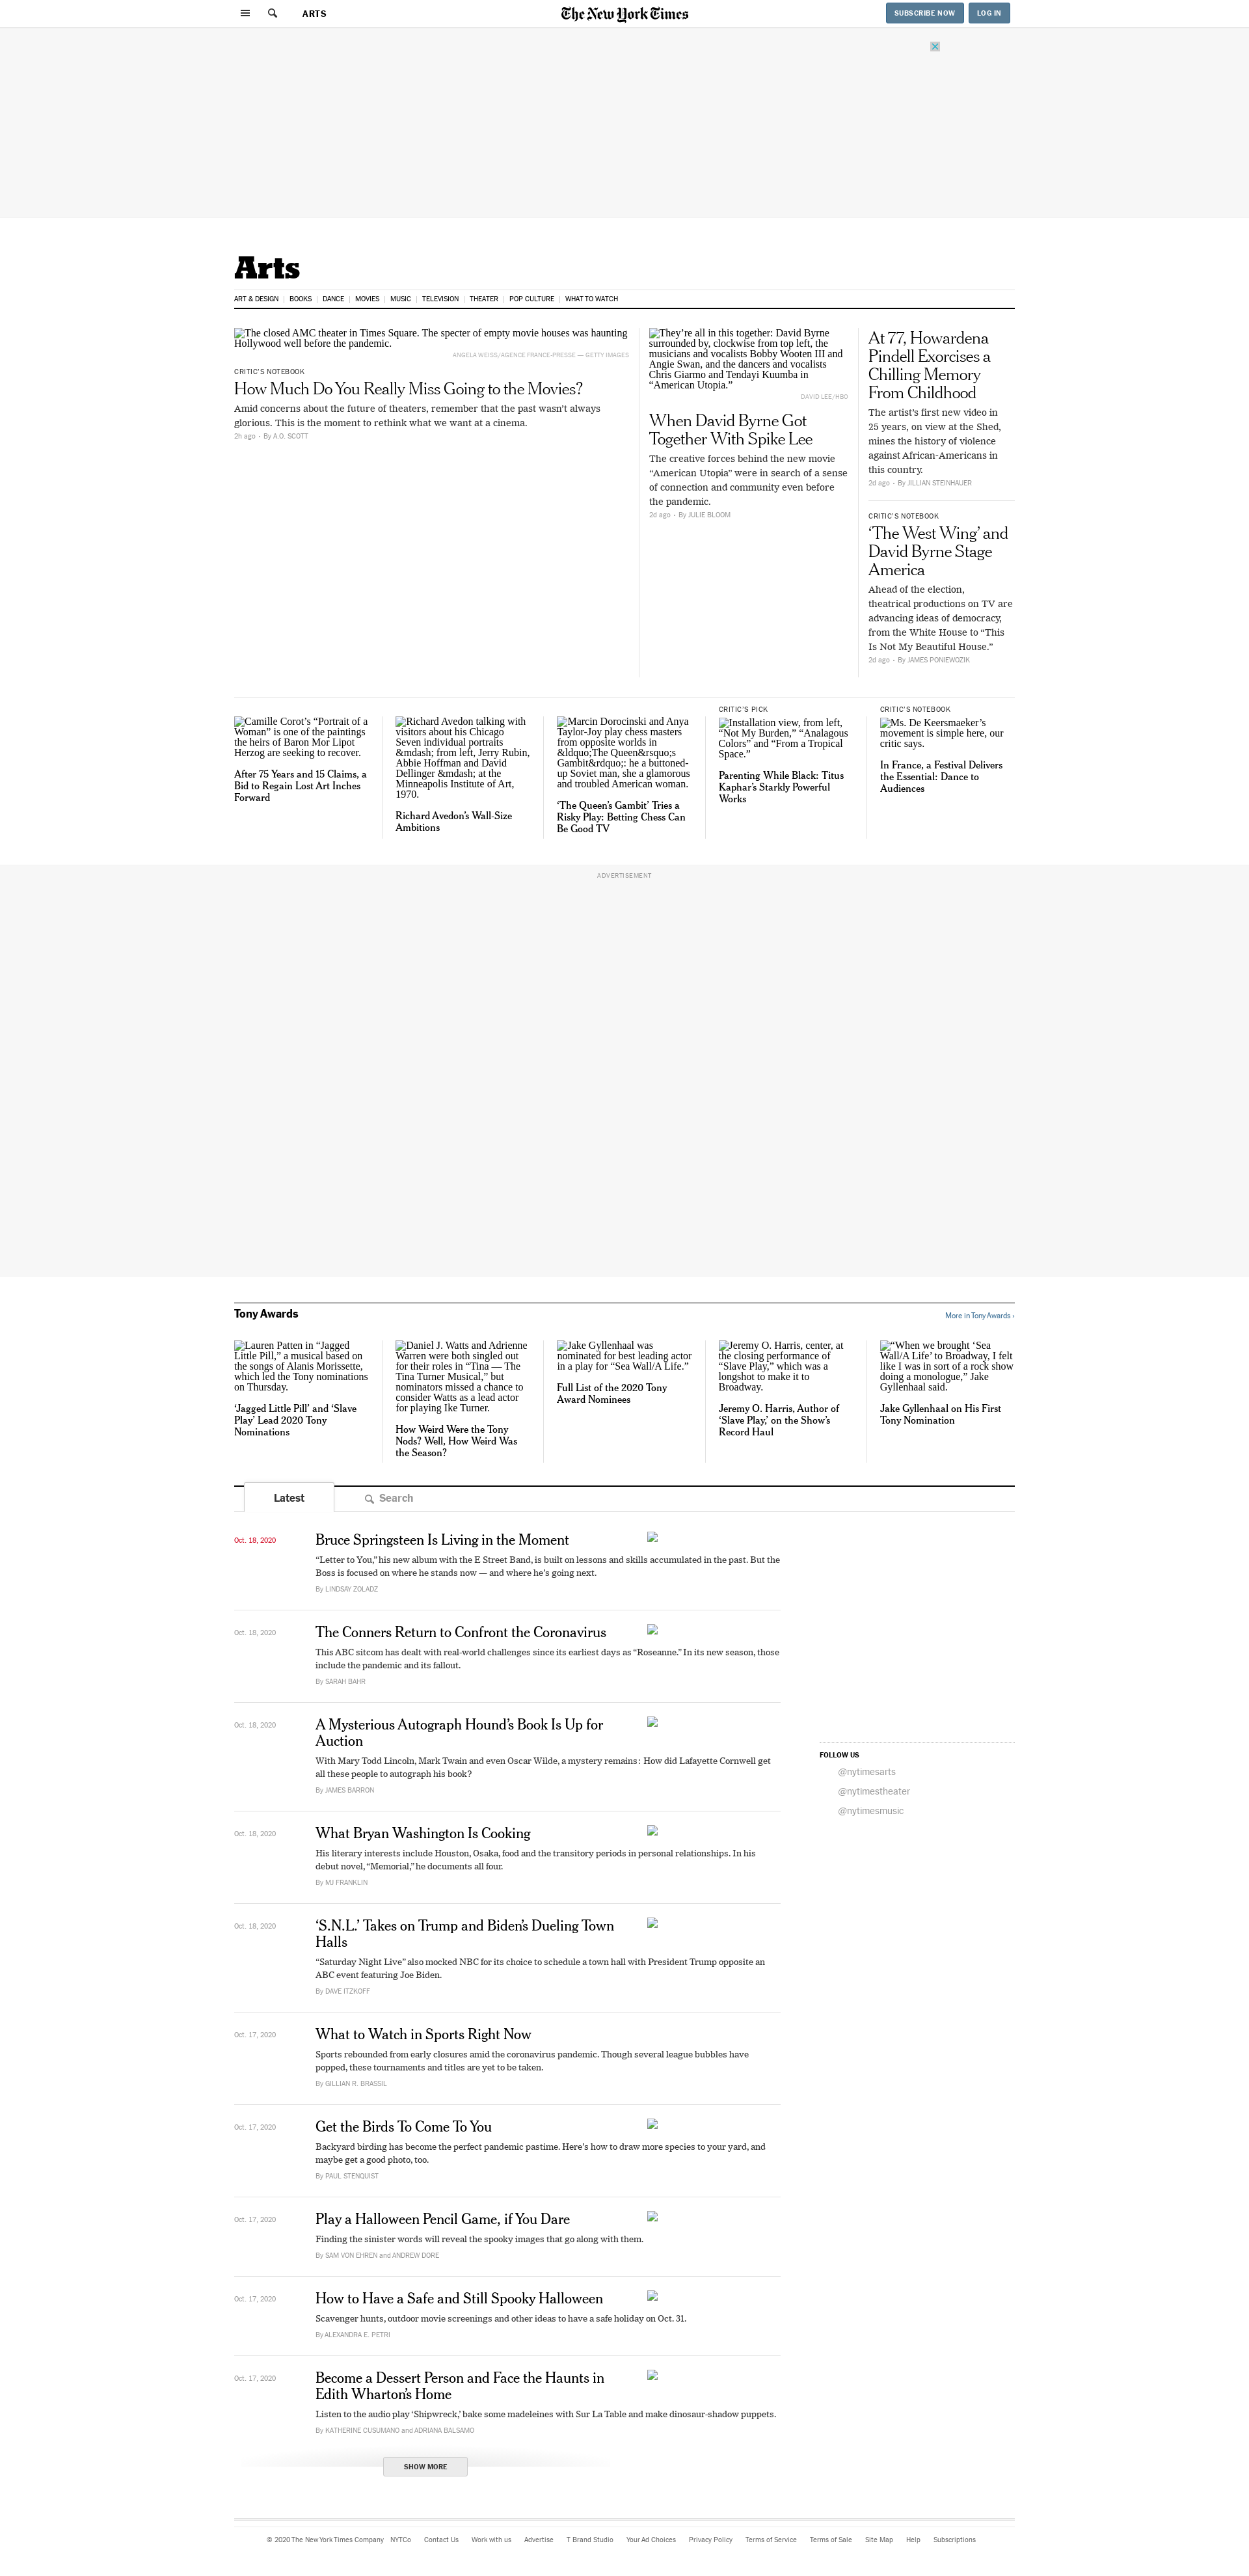 ARTS
The New York Times
SUBSCRIBE NOW
LOG IN
Arts
ART & DESIGN
BOOKS
DANCE
MOVIES
MUSIC
TELEVISION
THEATER
POP CULTURE
WHAT TO WATCH
The closed AMC theater in Times Square. The specter of empty movie houses was haunting
Hollywood well before the pandemic.
ANGELA WEISS/AGENCE FRANCE-PRESSE — GETTY IMAGES
CRITIC'S NOTEBOOK
How Much Do You Really Miss Going to the Movies?
Amid concerns about the future of theaters, remember that the past wasn't always
glorious. This is the moment to rethink what we want at a cinema.
2h ago · By A.O. SCOTT
They're all in this together: David Byrne
surrounded by, clockwise from top left, the
musicians and vocalists Bobby Wooten III and
Angie Swan, and the dancers and vocalists
Chris Giarmo and Tendayi Kuumba in
“American Utopia.”
DAVID LEE/HBO
When David Byrne Got
Together With Spike Lee
The creative forces behind the new movie
“American Utopia” were in search of a sense
of connection and community even before
the pandemic.
2d ago · By JULIE BLOOM
At 77, Howardena
Pindell Exorcises a
Chilling Memory
From Childhood
The artist's first new video in
25 years, on view at the Shed,
mines the history of violence
against African-Americans in
this country.
2d ago · By JILLIAN STEINHAUER
CRITIC'S NOTEBOOK
‘The West Wing’ and
David Byrne Stage
America
Ahead of the election,
theatrical productions on TV are
advancing ideas of democracy,
from the White House to “This
Is Not My Beautiful House.”
2d ago · By JAMES PONIEWOZIK
Camille Corot’s “Portrait of a
Woman” is one of the paintings
the heirs of Baron Mor Lipot
Herzog are seeking to recover.
After 75 Years and 15 Claims, a
Bid to Regain Lost Art Inches
Forward
Richard Avedon talking with
visitors about his Chicago
Seven individual portraits
&mdash; from left, Jerry Rubin,
Abbie Hoffman and David
Dellinger &mdash; at the
Minneapolis Institute of Art,
1970.
Richard Avedon’s Wall-Size
Ambitions
Marcin Dorocinski and Anya
Taylor-Joy play chess masters
from opposite worlds in
&ldquo;The Queen&rsquo;s
Gambit&rdquo;: he a buttoned-
up Soviet man, she a glamorous
and troubled American woman.
‘The Queen’s Gambit’ Tries a
Risky Play: Betting Chess Can
Be Good TV
CRITIC'S PICK
Installation view, from left,
“Not My Burden,” “Analagous
Colors” and “From a Tropical
Space.”
Parenting While Black: Titus
Kaphar’s Starkly Powerful
Works
CRITIC'S NOTEBOOK
Ms. De Keersmaeker’s
movement is simple here, our
critic says.
In France, a Festival Delivers
the Essential: Dance to
Audiences
ADVERTISEMENT
Tony Awards
More in Tony Awards ›
Lauren Patten in “Jagged
Little Pill,” a musical based on
the songs of Alanis Morissette,
which led the Tony nominations
on Thursday.
‘Jagged Little Pill’ and ‘Slave
Play’ Lead 2020 Tony
Nominations
Daniel J. Watts and Adrienne
Warren were both singled out
for their roles in “Tina — The
Tina Turner Musical,” but
nominators missed a chance to
consider Watts as a lead actor
for playing Ike Turner.
How Weird Were the Tony
Nods? Well, How Weird Was
the Season?
Jake Gyllenhaal was
nominated for best leading actor
in a play for “Sea Wall/A Life.”
Full List of the 2020 Tony
Award Nominees
Jeremy O. Harris, center, at
the closing performance of
“Slave Play,” which was a
longshot to make it to
Broadway.
Jeremy O. Harris, Author of
‘Slave Play,’ on the Show’s
Record Haul
“When we brought ‘Sea
Wall/A Life’ to Broadway, I felt
like I was in sort of a rock show
doing a monologue,” Jake
Gyllenhaal said.
Jake Gyllenhaal on His First
Tony Nomination
Latest
Search
Oct. 18, 2020
Bruce Springsteen Is Living in the Moment
“Letter to You,” his new album with the E Street Band, is built on lessons and skills accumulated in the past. But the
Boss is focused on where he stands now — and where he’s going next.
By LINDSAY ZOLADZ
Oct. 18, 2020
The Conners Return to Confront the Coronavirus
This ABC sitcom has dealt with real-world challenges since its earliest days as “Roseanne.” In its new season, those
include the pandemic and its fallout.
By SARAH BAHR
Oct. 18, 2020
A Mysterious Autograph Hound’s Book Is Up for
Auction
With Mary Todd Lincoln, Mark Twain and even Oscar Wilde, a mystery remains: How did Lafayette Cornwell get
all these people to autograph his book?
By JAMES BARRON
Oct. 18, 2020
What Bryan Washington Is Cooking
His literary interests include Houston, Osaka, food and the transitory periods in personal relationships. In his
debut novel, “Memorial,” he documents all four.
By MJ FRANKLIN
Oct. 18, 2020
‘S.N.L.’ Takes on Trump and Biden’s Dueling Town
Halls
“Saturday Night Live” also mocked NBC for its choice to schedule a town hall with President Trump opposite an
ABC event featuring Joe Biden.
By DAVE ITZKOFF
Oct. 17, 2020
What to Watch in Sports Right Now
Sports rebounded from early closures amid the coronavirus pandemic. Though several league bubbles have
popped, these tournaments and titles are yet to be taken.
By GILLIAN R. BRASSIL
Oct. 17, 2020
Get the Birds To Come To You
Backyard birding has become the perfect pandemic pastime. Here’s how to draw more species to your yard, and
maybe get a good photo, too.
By PAUL STENQUIST
Oct. 17, 2020
Play a Halloween Pencil Game, if You Dare
Finding the sinister words will reveal the spooky images that go along with them.
By SAM VON EHREN and ANDREW DORE
Oct. 17, 2020
How to Have a Safe and Still Spooky Halloween
Scavenger hunts, outdoor movie screenings and other ideas to have a safe holiday on Oct. 31.
By ALEXANDRA E. PETRI
Oct. 17, 2020
Become a Dessert Person and Face the Haunts in
Edith Wharton’s Home
Listen to the audio play ‘Shipwreck,’ bake some madeleines with Sur La Table and make dinosaur-shadow puppets.
By KATHERINE CUSUMANO and ADRIANA BALSAMO
SHOW MORE
FOLLOW US
@nytimesarts
@nytimestheater
@nytimesmusic
© 2020 The New York Times Company
NYTCo
Contact Us
Work with us
Advertise
T Brand Studio
Your Ad Choices
Privacy Policy
Terms of Service
Terms of Sale
Site Map
Help
Subscriptions